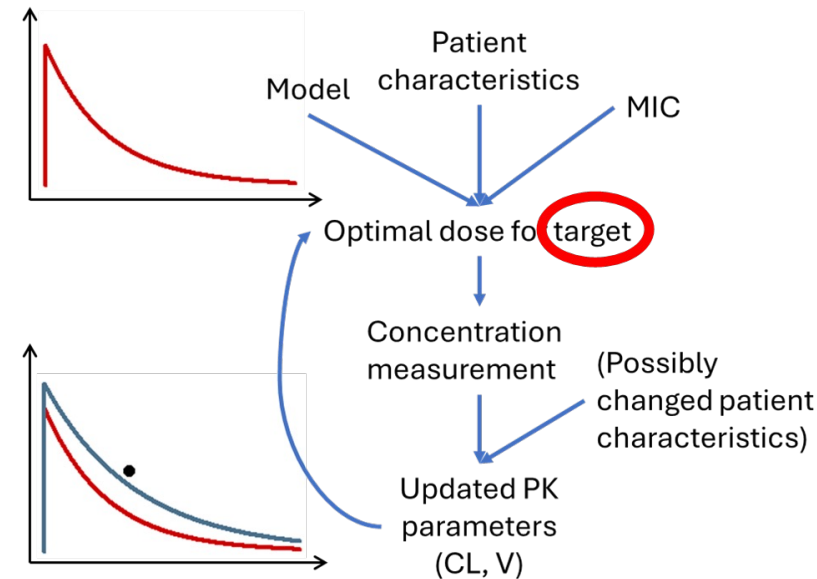 Model
Patient
characteristics
MIC
Optimal dose fo target
Concentration
measurement
(Possibly
changed patient
characteristics)
Updated PK
parameters
(CL, V)